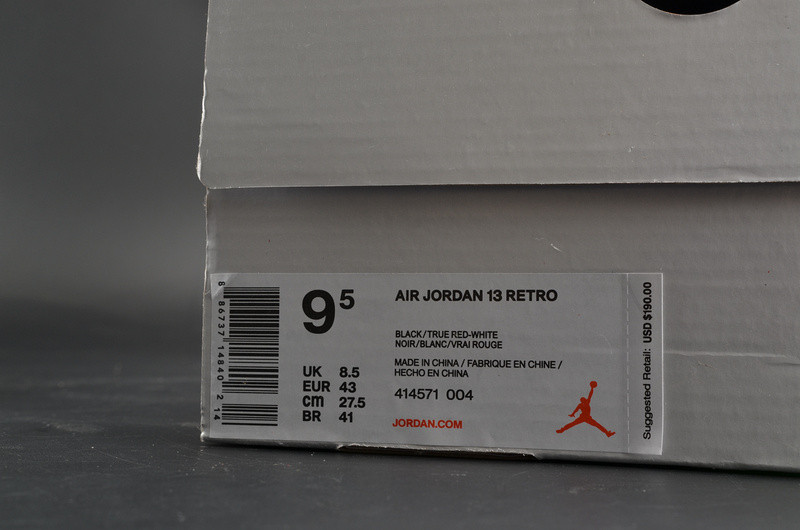 8 86737 14840 2 14
9⁵
UK 8.5
EUR 43
cm 27.5
BR 41
AIR JORDAN 13 RETRO
BLACK/TRUE RED-WHITE
NOIR/BLANC/VRAI ROUGE
MADE IN CHINA / FABRIQUE EN CHINE /
HECHO EN CHINA
414571 004
JORDAN.COM
Suggested Retail: USD $190.00